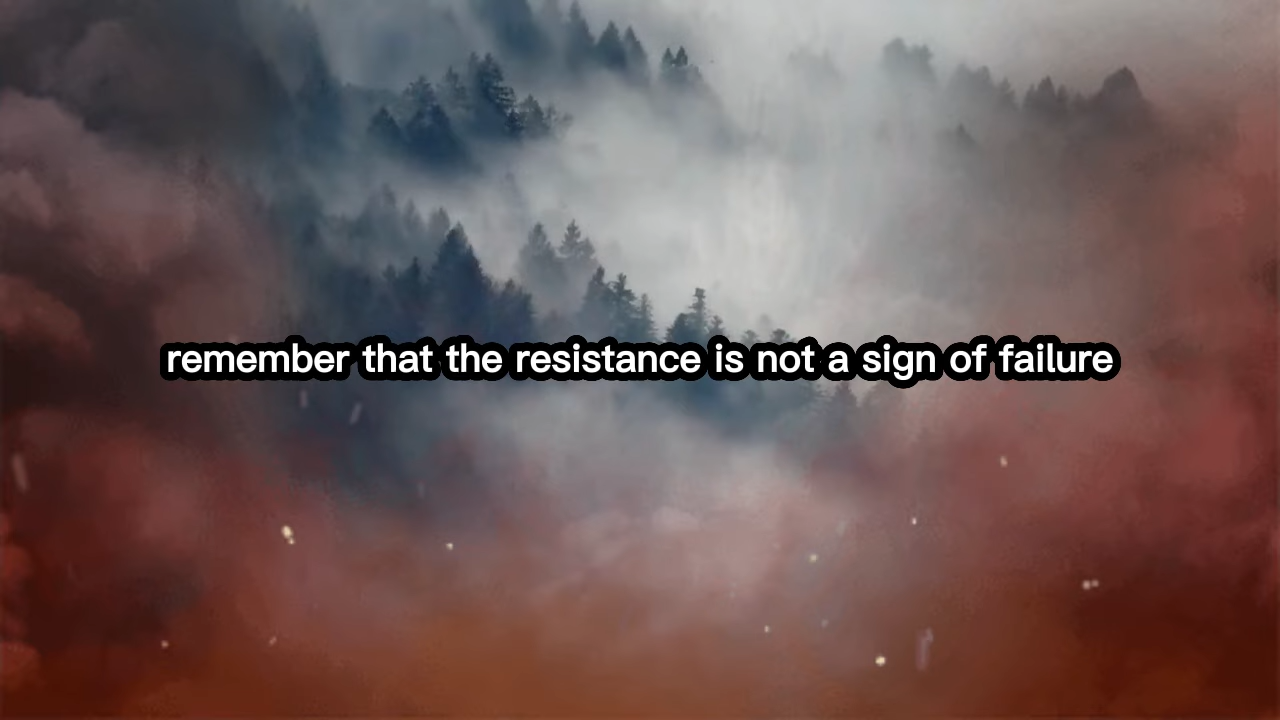 remember that the resistance is not a sign of failure